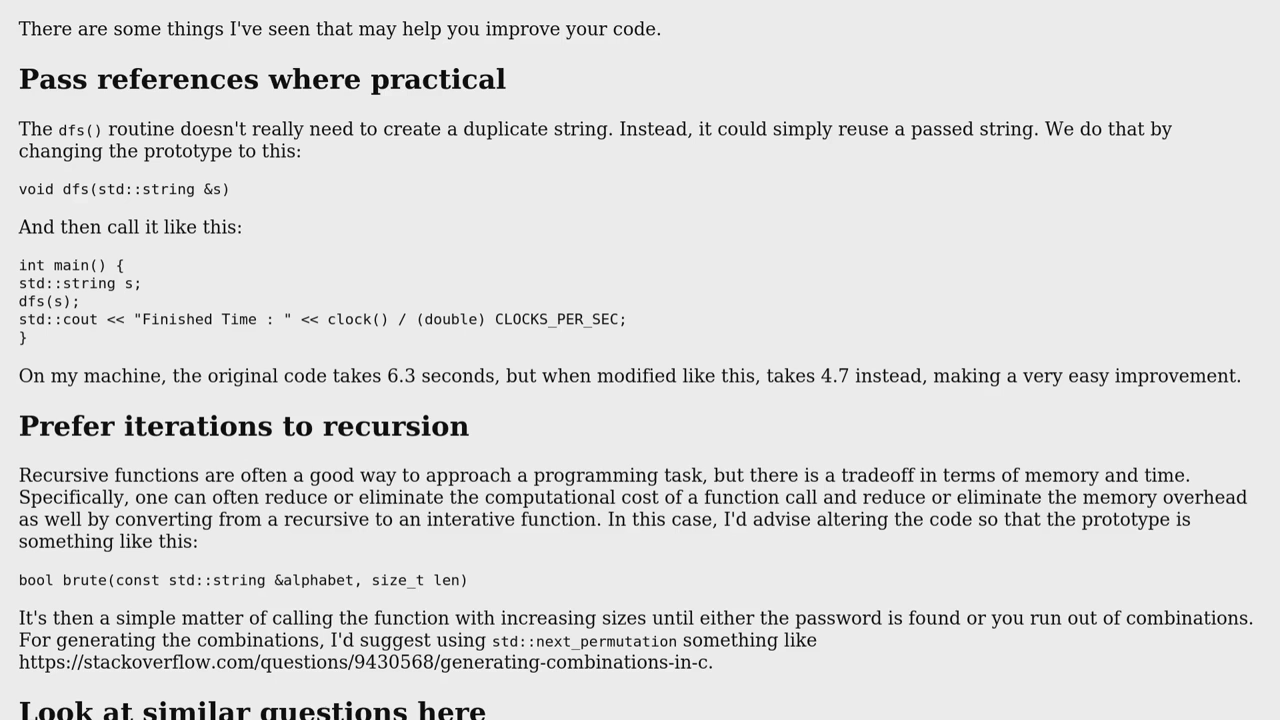 There are some things I've seen that may help you improve your code.
Pass references where practical
The dfs() routine doesn't really need to create a duplicate string. Instead, it could simply reuse a passed string. We do that by
changing the prototype to this:
void dfs(std::string &s)
And then call it like this:
int main() {
std::string s;
dfs(s);
std::cout << "Finished Time : " << clock() / (double) CLOCKS_PER_SEC;
}
On my machine, the original code takes 6.3 seconds, but when modified like this, takes 4.7 instead, making a very easy improvement.
Prefer iterations to recursion
Recursive functions are often a good way to approach a programming task, but there is a tradeoff in terms of memory and time.
Specifically, one can often reduce or eliminate the computational cost of a function call and reduce or eliminate the memory overhead
as well by converting from a recursive to an interative function. In this case, I'd advise altering the code so that the prototype is
something like this:
bool brute(const std::string &alphabet, size_t len)
It's then a simple matter of calling the function with increasing sizes until either the password is found or you run out of combinations.
For generating the combinations, I'd suggest using std::next_permutation something like
https://stackoverflow.com/questions/9430568/generating-combinations-in-c.
Look at similar questions here